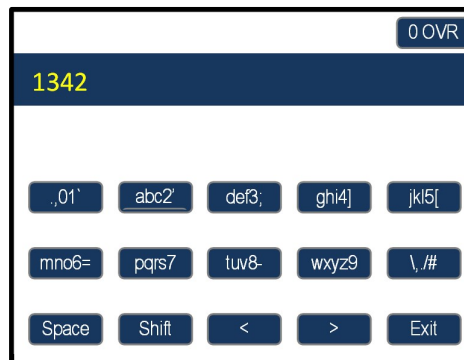 0 OVR
1342
.,01` abc2' def3; ghi4] jkl5[
mno6= pqrs7 tuv8- wxyz9 \,./#
Space Shift < > Exit